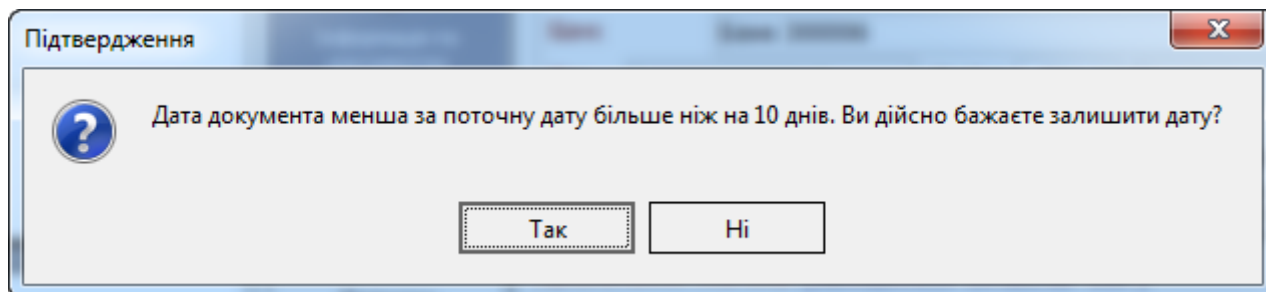 Підтвердження
Дата документа менша за поточну дату більше ніж на 10 днів. Ви дійсно бажаєте залишити дату?
Так
Ні